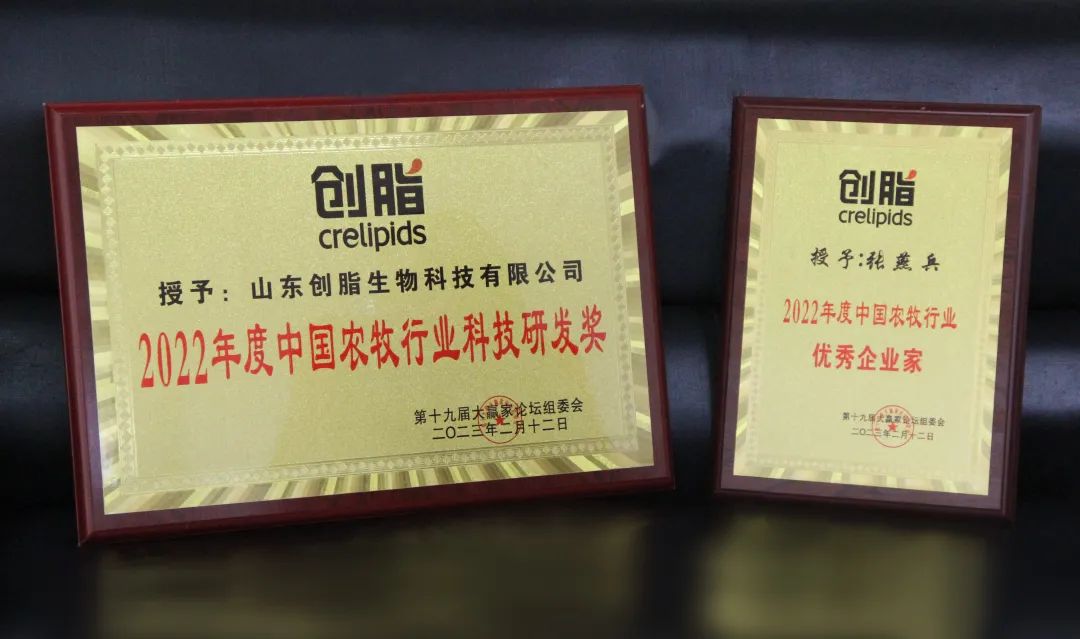 创脂
crelipids
授予：山东创脂生物科技有限公司
2022年度中国农牧行业科技研发奖
第十九届大赢家论坛组委会
二〇二三年二月十二日
创脂
crelipids
授予:张燕兵
2022年度中国农牧行业
优秀企业家
第十九届大赢家论坛组委会
二〇二三年二月十二日